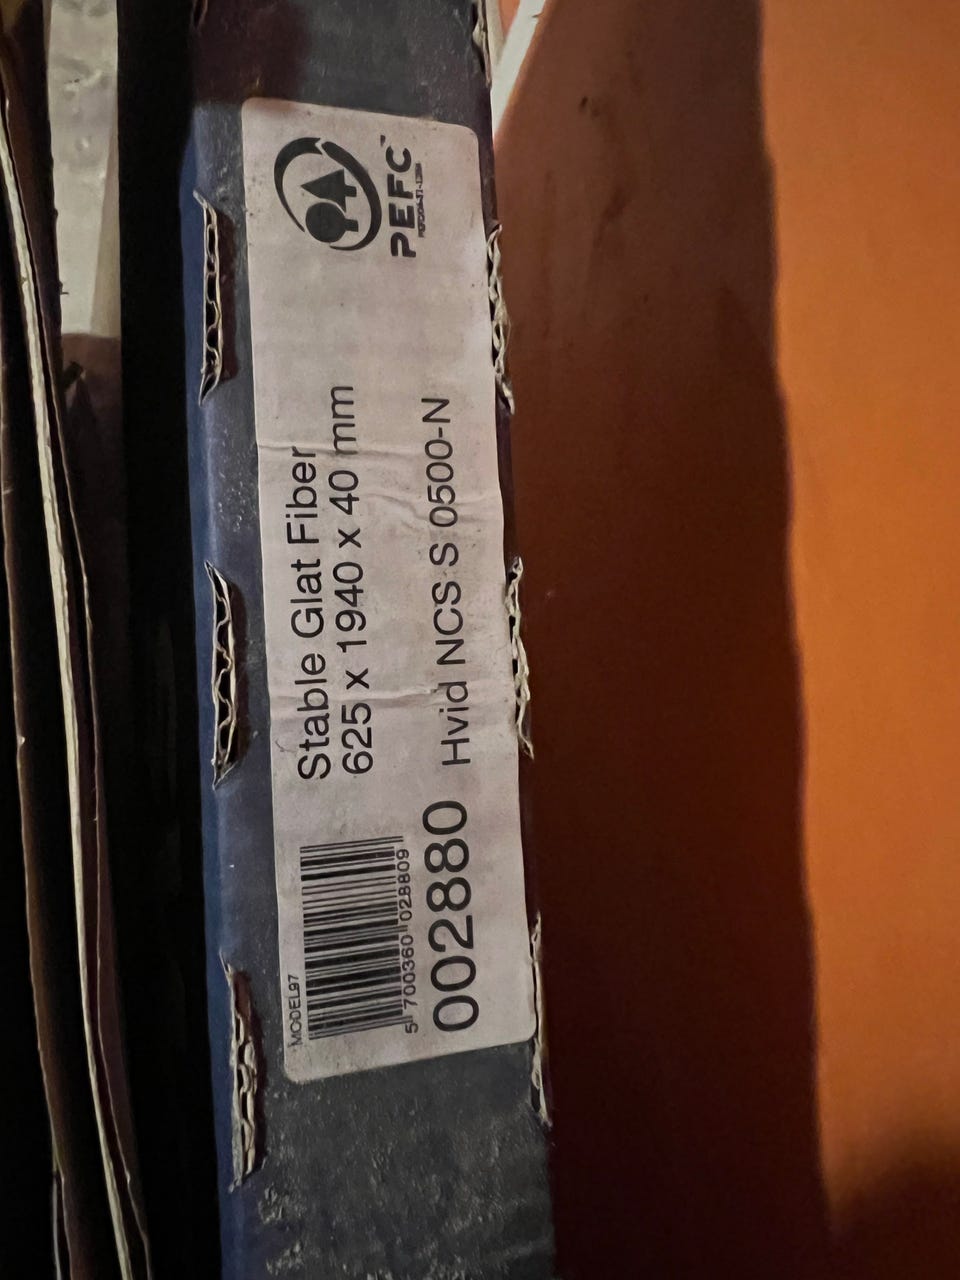 Stable Glat Fiber
625 x 1940 x 40 mm
PEFC
MODEL97
5 700360 028809
002880 Hvid NCS S 0500-N